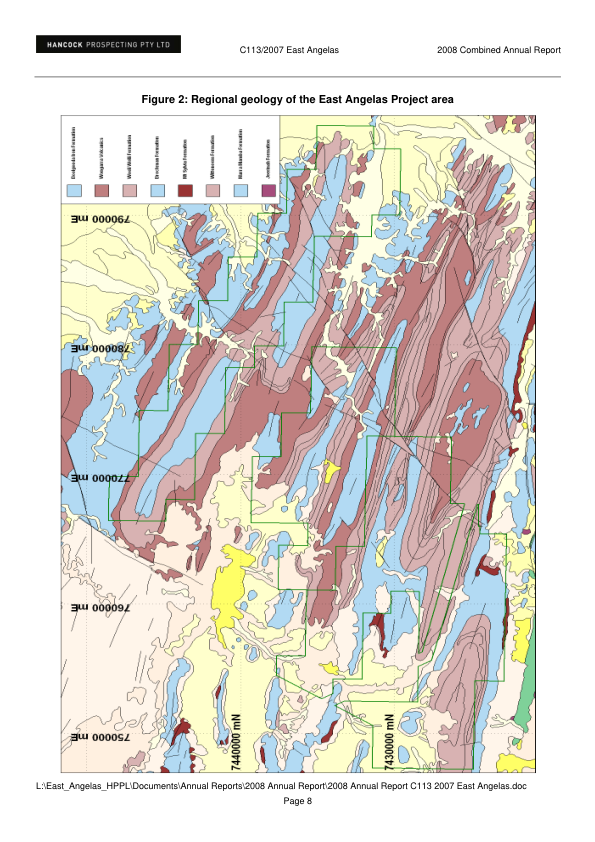 HANCOCK PROSPECTING PTY LTD
C113/2007 East Angelas
2008 Combined Annual Report
Figure 2: Regional geology of the East Angelas Project area
Boolgeeda Iron Formation
Woongarra Volcanics
Weeli Wolli Formation
Brockman Formation
Mt Sylvia Formation
Wittenoom Formation
Marra Mamba Formation
Jeerinah Formation
790000 mE
780000 mE
770000 mE
760000 mE
750000 mE
7440000 mN
7430000 mN
L:\East_Angelas_HPPL\Documents\Annual Reports\2008 Annual Report\2008 Annual Report C113 2007 East Angelas.doc
Page 8